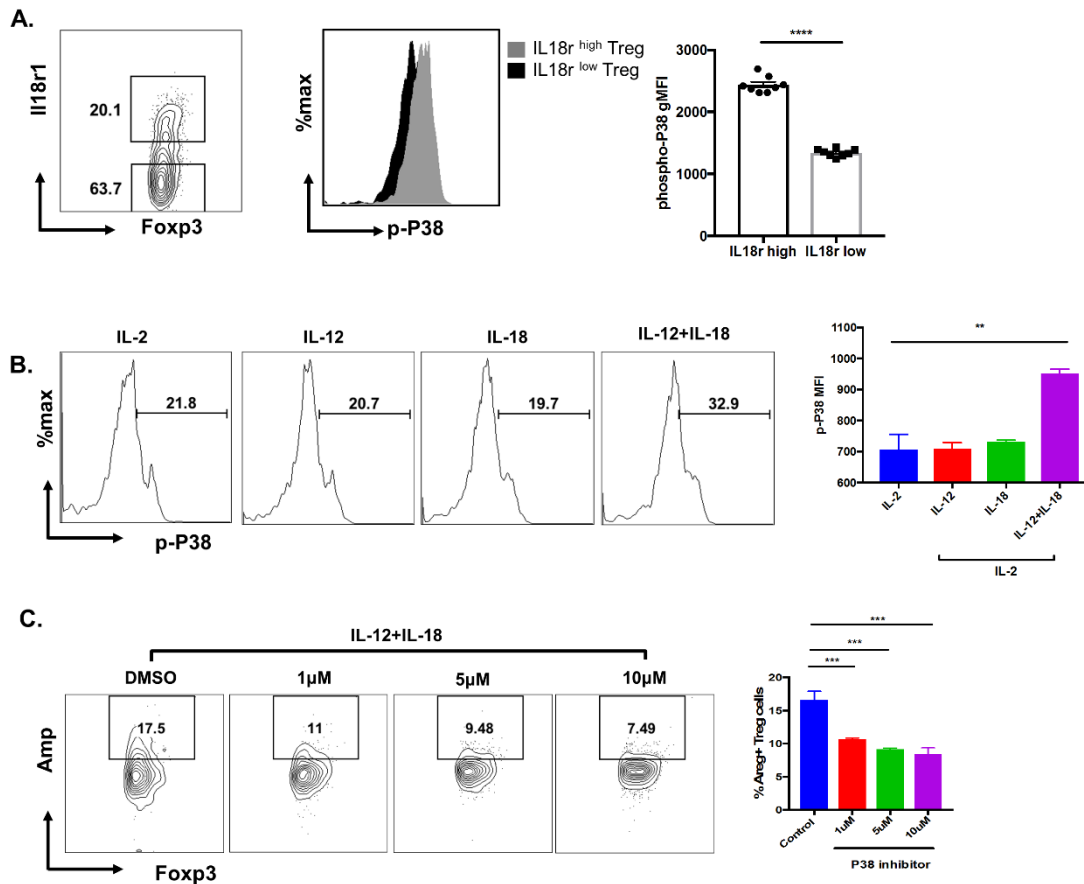 A.
Il18r1
20.1
63.7
Foxp3
%max
p-P38
IL18r high Treg
IL18r low Treg
phospho-P38 gMFI
3000
2000
1000
0
****
IL18r high
IL18r low
B.
IL-2
IL-12
IL-18
IL-12+IL-18
%max
21.8
20.7
19.7
32.9
p-P38
p-P38 MFI
1100
1000
900
800
700
600
**
IL-2
IL-12
IL-18
IL-12+IL-18
IL-2
C.
IL-12+IL-18
DMSO
1µM
5µM
10µM
Amp
17.5
11
9.48
7.49
Foxp3
%Areg+ Treg cells
20
15
10
5
0
***
***
***
Control
1uM
5uM
10uM
P38 inhibitor